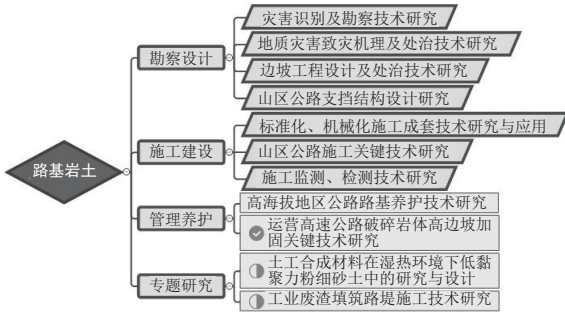 路基岩土
勘察设计
灾害识别及勘察技术研究
地质灾害致灾机理及处治技术研究
边坡工程设计及处治技术研究
山区公路支挡结构设计研究
施工建设
标准化、机械化施工成套技术研究与应用
山区公路施工关键技术研究
施工监测、检测技术研究
管理养护
高海拔地区公路路基养护技术研究
运营高速公路破碎岩体高边坡加
固关键技术研究
专题研究
土工合成材料在湿热环境下低黏
聚力粉细砂土中的研究与设计
工业废渣填筑路堤施工技术研究